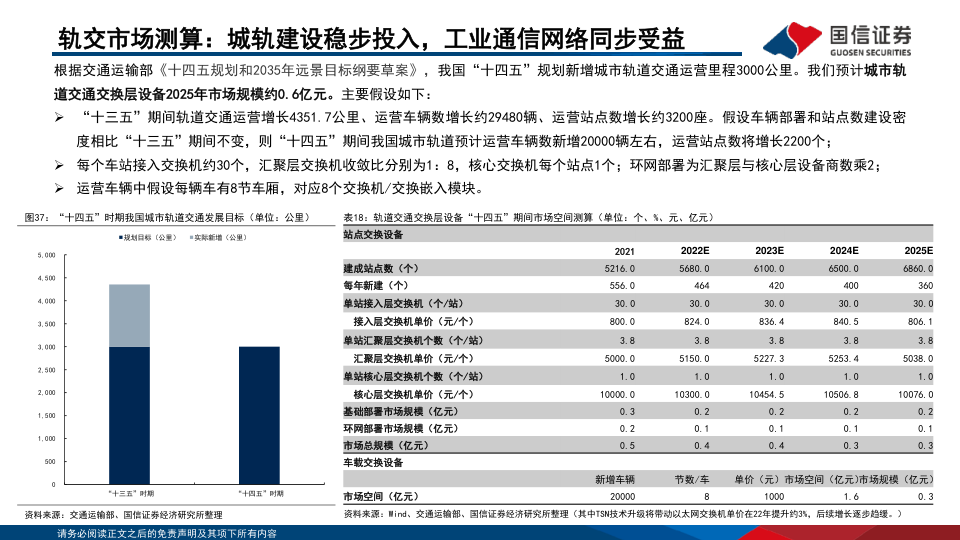 轨交市场测算：城轨建设稳步投入，工业通信网络同步受益
国信证券
GUOSEN SECURITIES
根据交通运输部《十四五规划和2035年远景目标纲要草案》，我国“十四五”规划新增城市轨道交通运营里程3000公里。我们预计城市轨
道交通交换层设备2025年市场规模约0.6亿元。主要假设如下：
➢ “十三五”期间轨道交通运营增长4351.7公里、运营车辆数增长约29480辆、运营站点数增长约3200座。假设车辆部署和站点数建设密
度相比“十三五”期间不变，则“十四五”期间我国城市轨道预计运营车辆数新增20000辆左右，运营站点数将增长2200个；
➢ 每个车站接入交换机约30个，汇聚层交换机收敛比分别为1：8，核心交换机每个站点1个；环网部署为汇聚层与核心层设备商数乘2；
➢ 运营车辆中假设每辆车有8节车厢，对应8个交换机/交换嵌入模块。
图37：“十四五”时期我国城市轨道交通发展目标（单位：公里）
规划目标（公里） 实际新增（公里）
5,000
4,500
4,000
3,500
3,000
2,500
2,000
1,500
1,000
500
0
“十三五”时期 “十四五”时期
资料来源：交通运输部、国信证券经济研究所整理
表18：轨道交通交换层设备“十四五”期间市场空间测算（单位：个、%、元、亿元）
站点交换设备
2021 2022E 2023E 2024E 2025E
建成站点数（个） 5216.0 5680.0 6100.0 6500.0 6860.0
每年新建（个） 556.0 464 420 400 360
单站接入层交换机（个/站） 30.0 30.0 30.0 30.0 30.0
接入层交换机单价（元/个） 800.0 824.0 836.4 840.5 806.1
单站汇聚层交换机个数（个/站） 3.8 3.8 3.8 3.8 3.8
汇聚层交换机单价（元/个） 5000.0 5150.0 5227.3 5253.4 5038.0
单站核心层交换机个数（个/站） 1.0 1.0 1.0 1.0 1.0
核心层交换机单价（元/个） 10000.0 10300.0 10454.5 10506.8 10076.0
基础部署市场规模（亿元） 0.3 0.2 0.2 0.2 0.2
环网部署市场规模（亿元） 0.2 0.1 0.1 0.1 0.1
市场总规模（亿元） 0.5 0.4 0.4 0.3 0.3
车载交换设备
新增车辆 节数/车 单价（元） 市场空间（亿元） 市场规模（亿元）
市场空间（亿元） 20000 8 1000 1.6 0.3
资料来源：Wind、交通运输部、国信证券经济研究所整理（其中TSN技术升级将带动以太网交换机单价在22年提升约3%，后续增长逐步趋缓。）
请务必阅读正文之后的免责声明及其项下所有内容